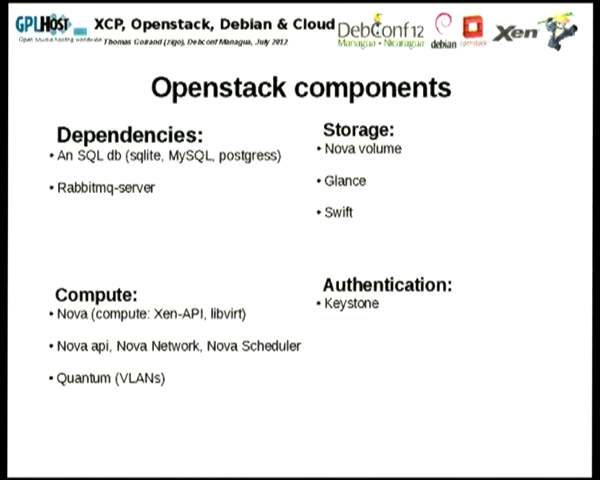 GPLHOST
Open source hosting worldwide
XCP, Openstack, Debian & Cloud
Thomas Goirand (zigo), Debconf Managua, July 2012
DebConf12
Managua • Nicaragua
debian
openstack
Xen
Openstack components
Dependencies:
• An SQL db (sqlite, MySQL, postgress)
• Rabbitmq-server
Storage:
• Nova volume
• Glance
• Swift
Compute:
• Nova (compute: Xen-API, libvirt)
• Nova api, Nova Network, Nova Scheduler
• Quantum (VLANs)
Authentication:
• Keystone